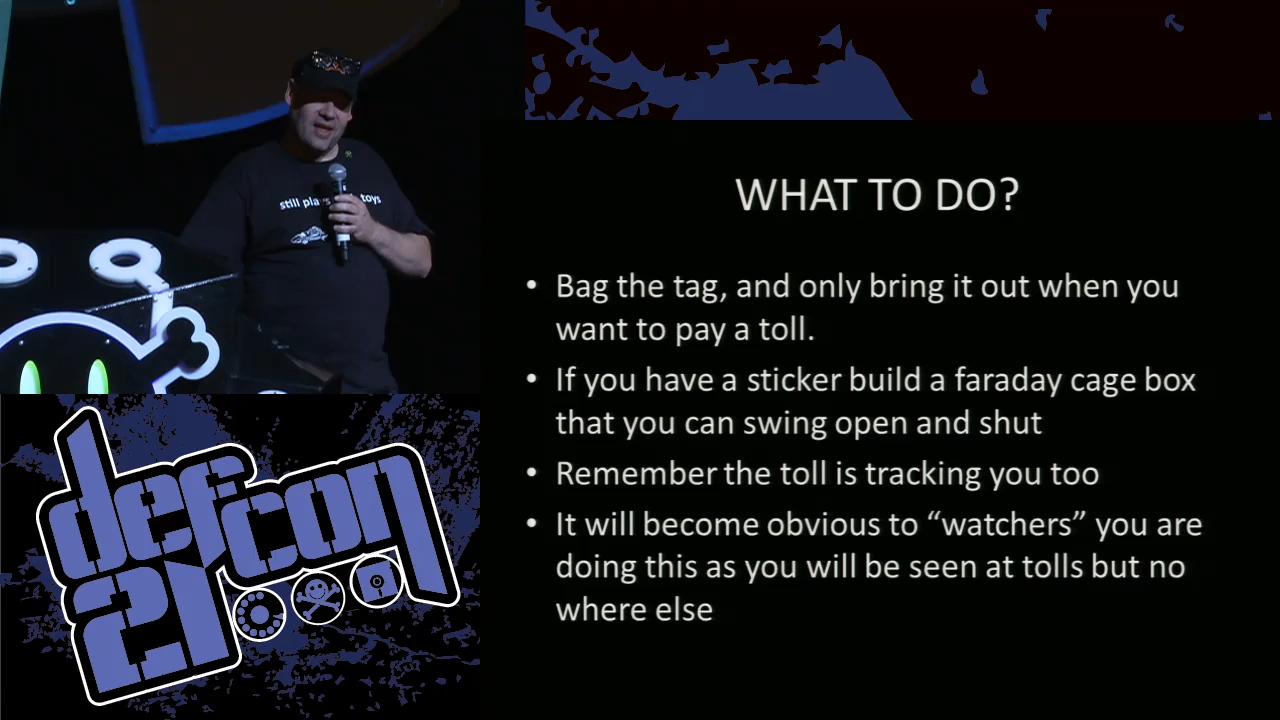 still plays toys
WHAT TO DO?
• Bag the tag, and only bring it out when you
want to pay a toll.
• If you have a sticker build a faraday cage box
that you can swing open and shut
• Remember the toll is tracking you too
• It will become obvious to “watchers” you are
doing this as you will be seen at tolls but no
where else
defcon
21